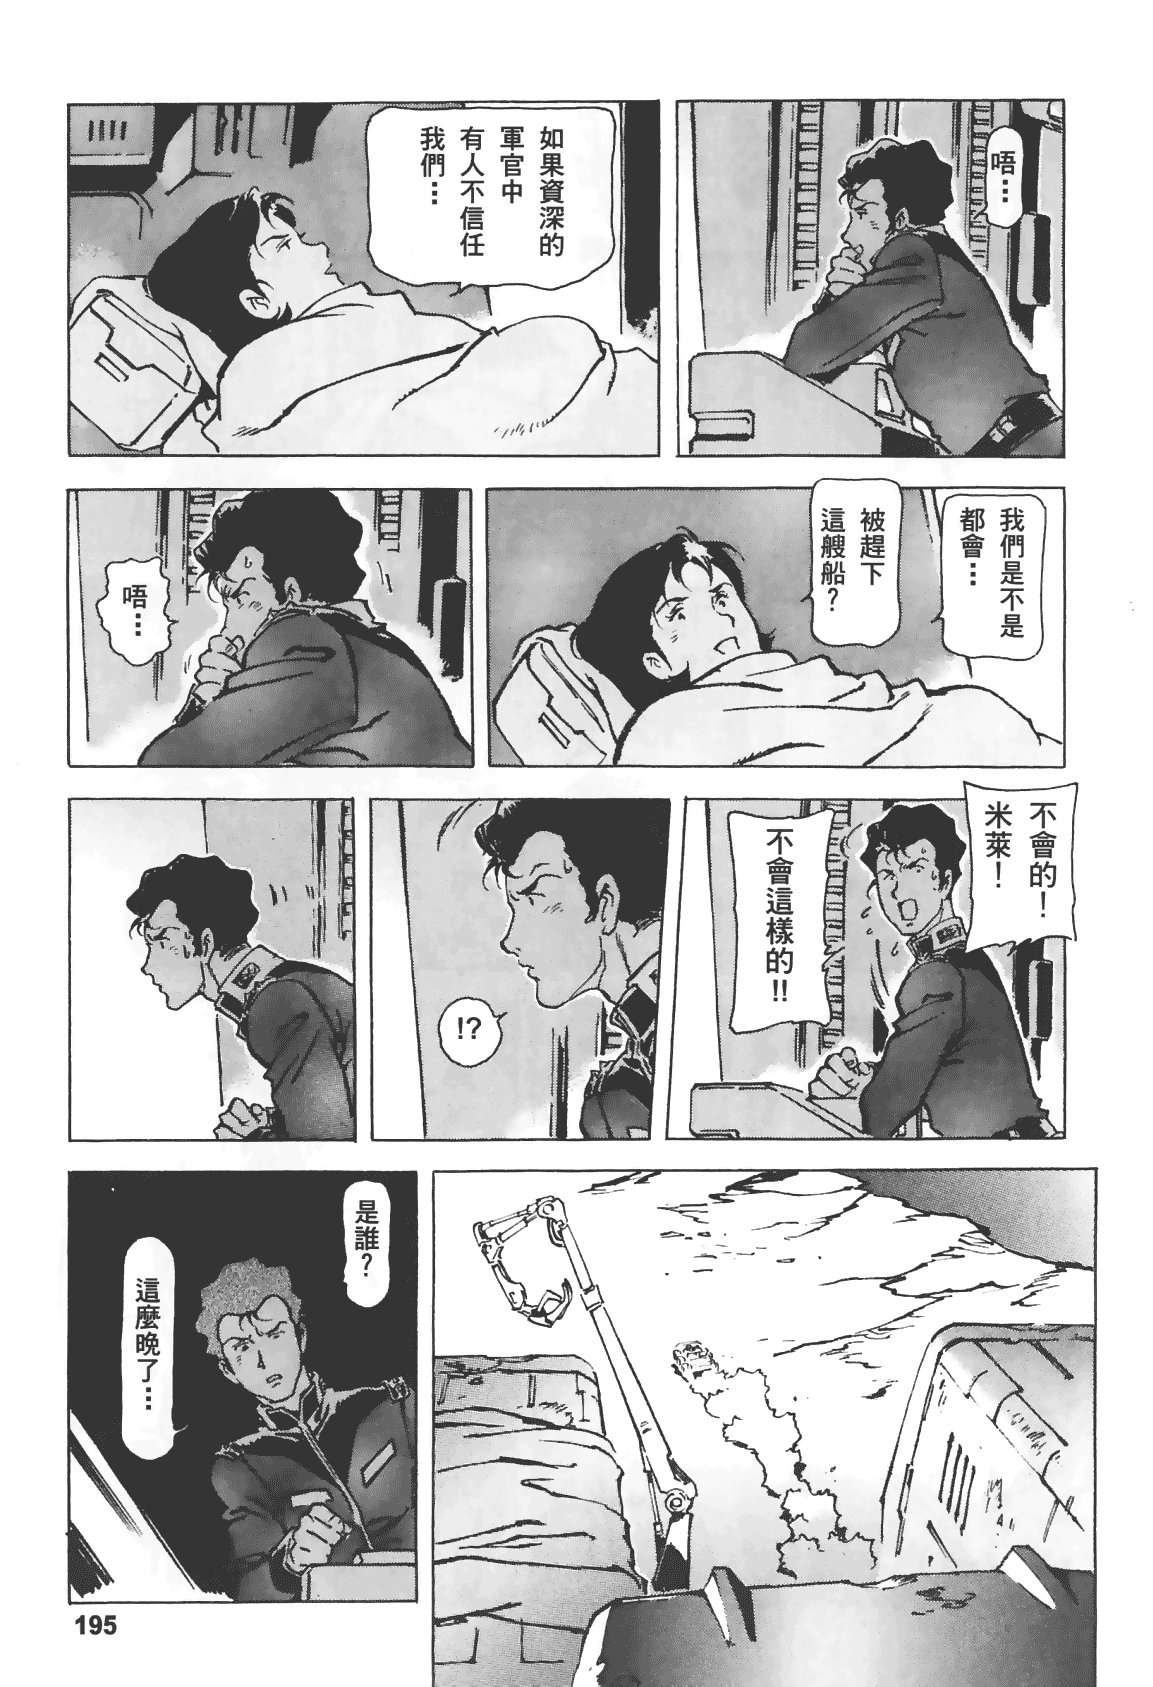 唔…
如果資深的
軍官中
有人不信任
我們…
我們是不是
都會…
被趕下
這艘船？
唔…
不會的！
米萊！
不會這樣的!!
!?
是誰？
這麼晚了…
195